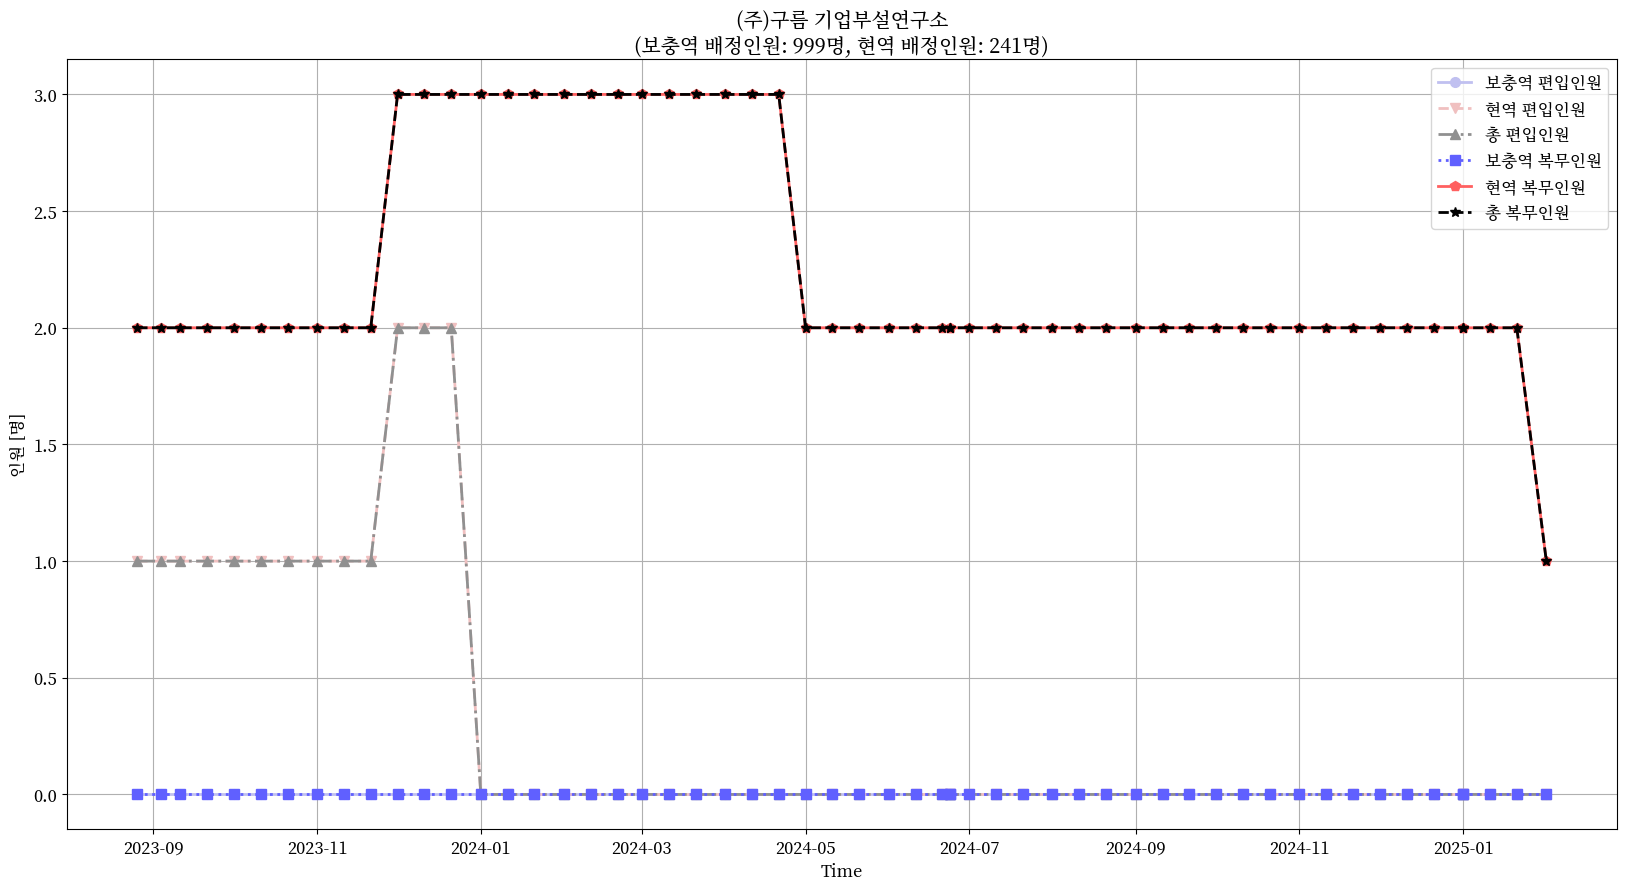 (주)구름 기업부설연구소
(보충역 배정인원: 999명, 현역 배정인원: 241명)
보충역 편입인원
현역 편입인원
총 편입인원
보충역 복무인원
현역 복무인원
총 복무인원
인원 [명]
3.0
2.5
2.0
1.5
1.0
0.5
0.0
2023-09 2023-11 2024-01 2024-03 2024-05 2024-07 2024-09 2024-11 2025-01
Time